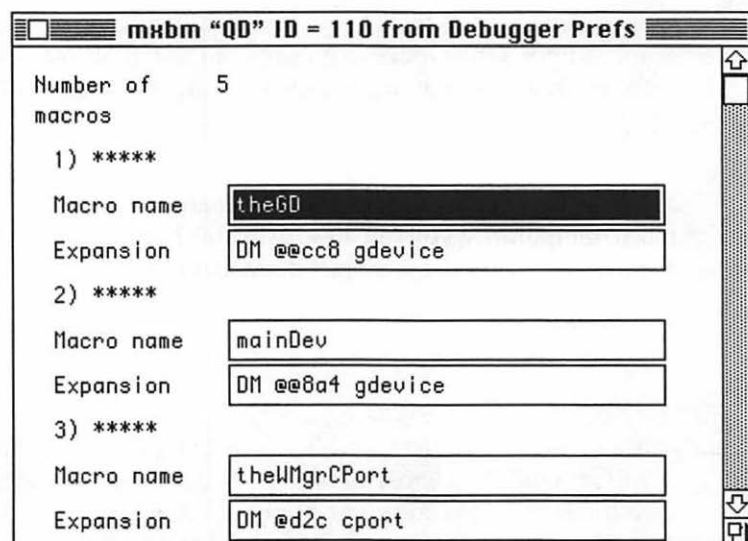 mxbm “QD” ID = 110 from Debugger Prefs
Number of 5
macros
1) *****
Macro name theGD
Expansion DM @@cc8 gdevice
2) *****
Macro name mainDev
Expansion DM @@8a4 gdevice
3) *****
Macro name theWMgrCPort
Expansion DM @d2c cport